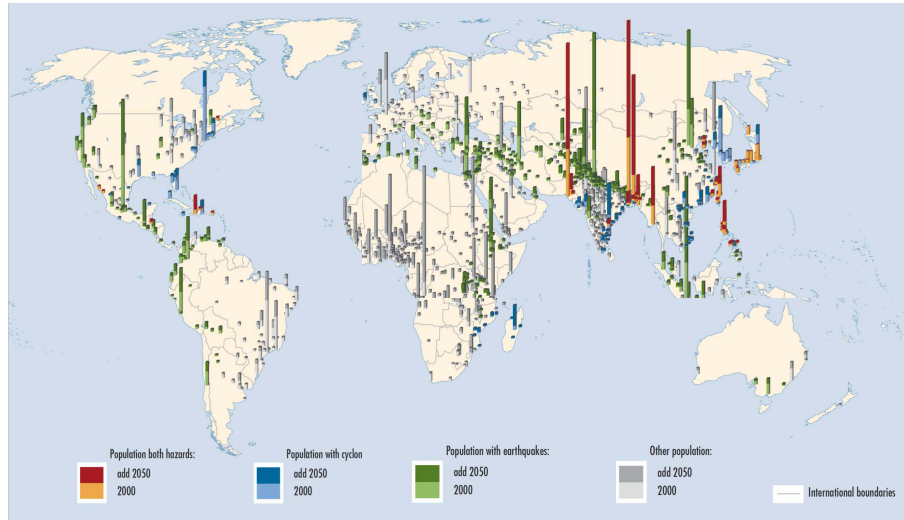 Population both hazards:
add 2050
2000
Population with cyclon
add 2050
2000
Population with earthquakes:
add 2050
2000
Other population:
add 2050
2000
International boundaries